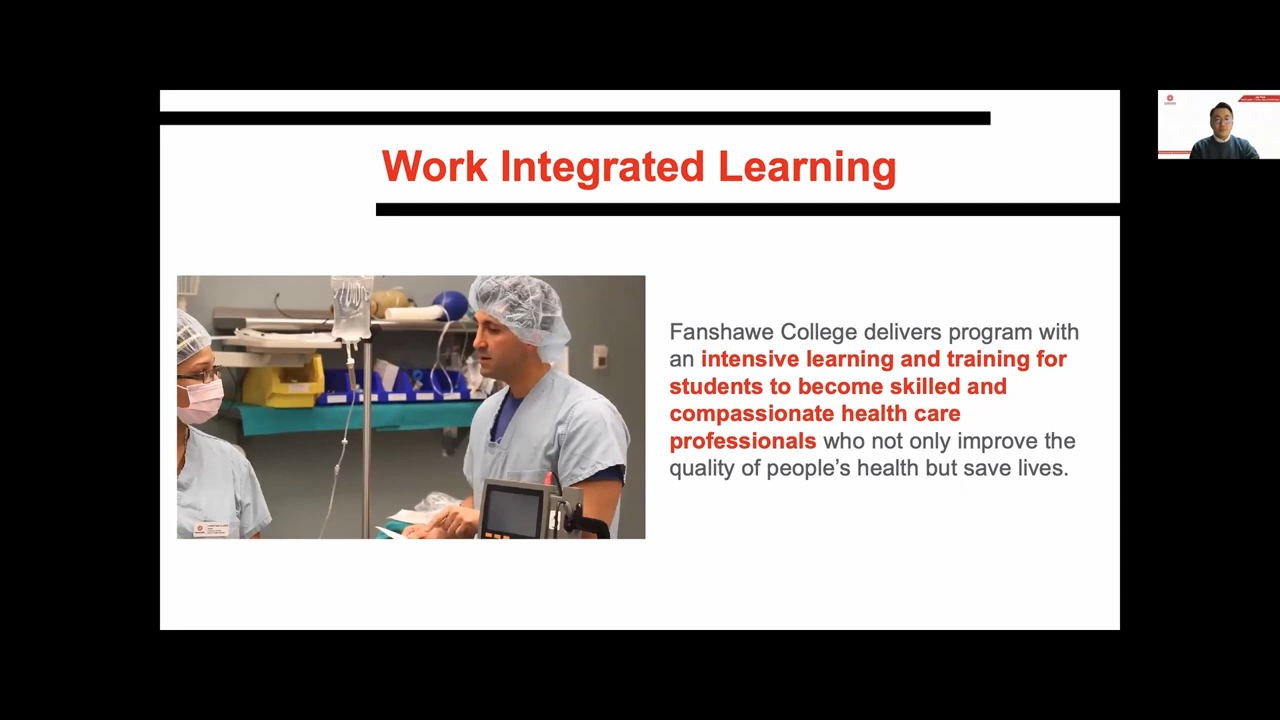 Work Integrated Learning
Fanshawe College delivers program with
an intensive learning and training for
students to become skilled and
compassionate health care
professionals who not only improve the
quality of people’s health but save lives.